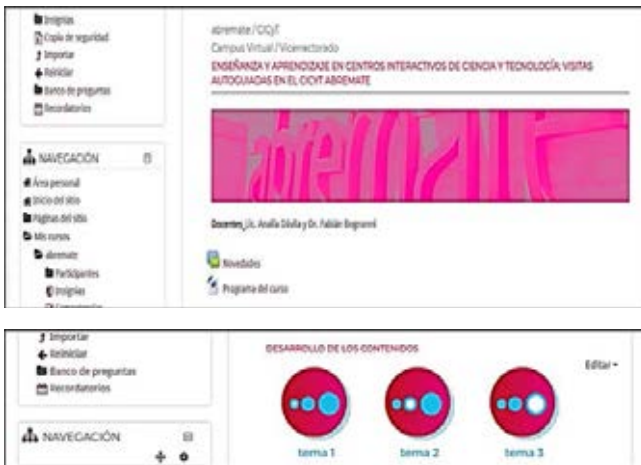 Insignias
Copia de seguridad
Importar
Reiniciar
Banco de preguntas
Recordatorios
NAVEGACIÓN
Área personal
Inicio del sitio
Páginas del sitio
Mis cursos
abremate
Participantes
Insignias
Competencias
abremate / CICyT
Campus Virtual / Vicerrectorado
ENSEÑANZA Y APRENDIZAJE EN CENTROS INTERACTIVOS DE CIENCIA Y TECNOLOGÍA: VISITAS
AUTOGUIADAS EN EL CICYT ABREMATE
abremate
Docentes: Lic. Analía Dávila y Dr. Fabián
Novedades
Programa del curso
Importar
Reiniciar
Banco de preguntas
Recordatorios
NAVEGACIÓN
DESARROLLO DE LOS CONTENIDOS
Editar
tema 1
tema 2
tema 3